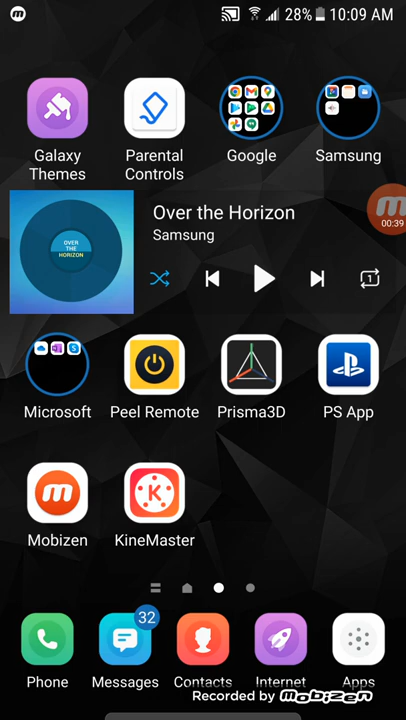 28% 10:09 AM
Galaxy Themes
Parental Controls
Google
Samsung
OVER THE HORIZON
Over the Horizon
Samsung
00:39
1
Microsoft
Peel Remote
Prisma3D
PS App
Mobizen
KineMaster
32
Phone
Messages
Contacts
Internet
Apps
Recorded by mobizen